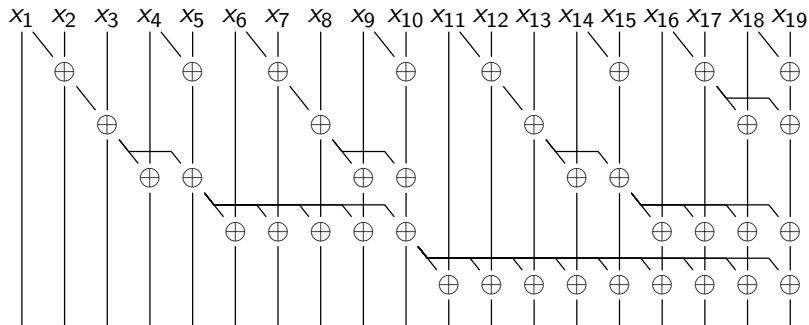 x₁ x₂ x₃ x₄ x₅ x₆ x₇ x₈ x₉ x₁₀ x₁₁ x₁₂ x₁₃ x₁₄ x₁₅ x₁₆ x₁₇ x₁₈ x₁₉